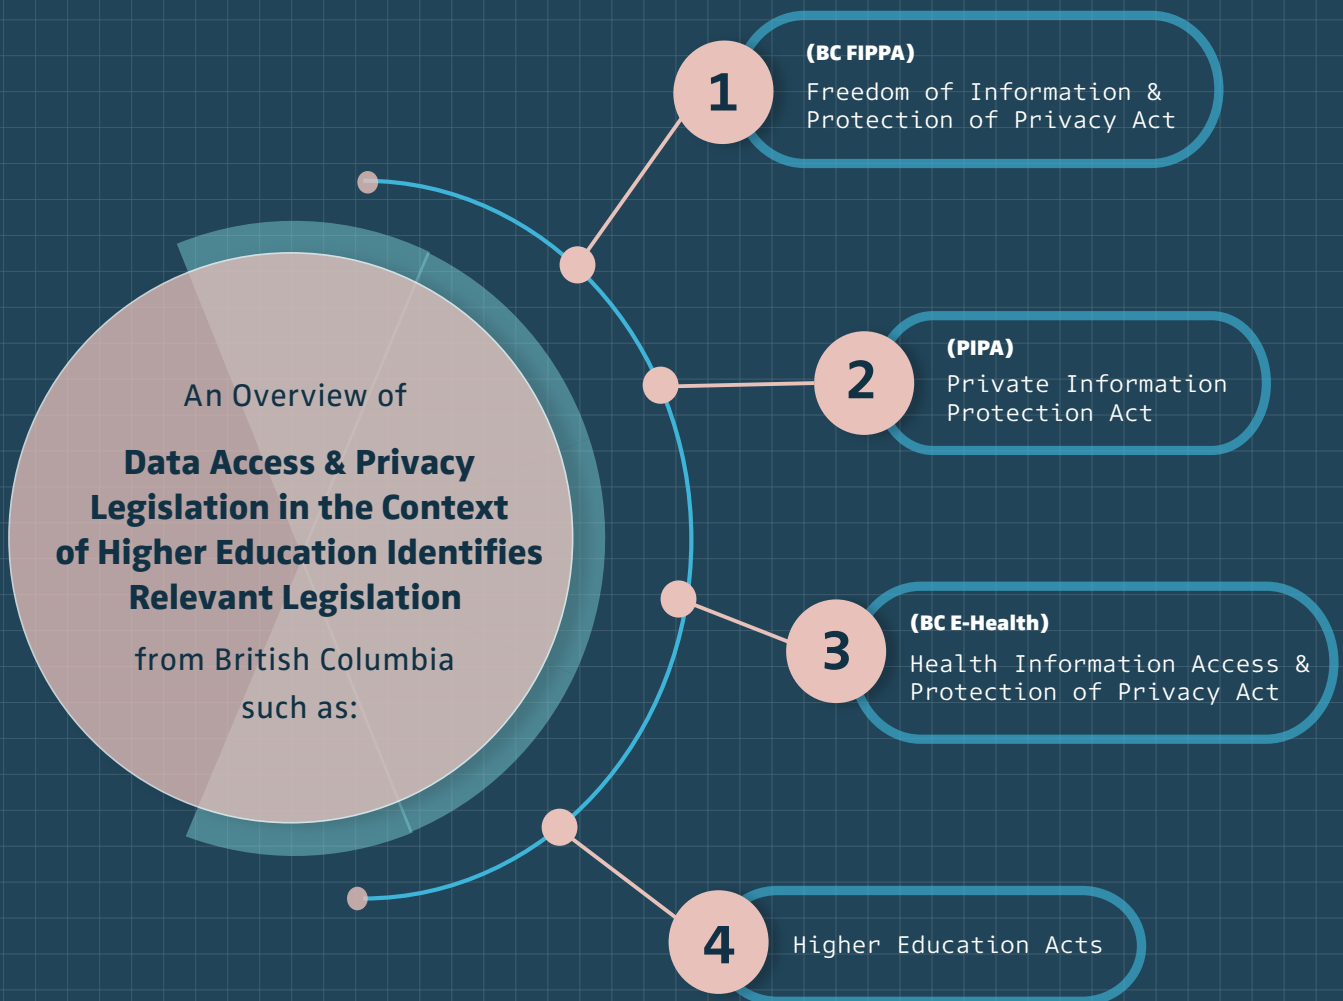 An Overview of
Data Access & Privacy
Legislation in the Context
of Higher Education Identifies
Relevant Legislation
from British Columbia
such as:
1
(BC FIPPA)
Freedom of Information &
Protection of Privacy Act
2
(PIPA)
Private Information
Protection Act
3
(BC E-Health)
Health Information Access &
Protection of Privacy Act
4
Higher Education Acts